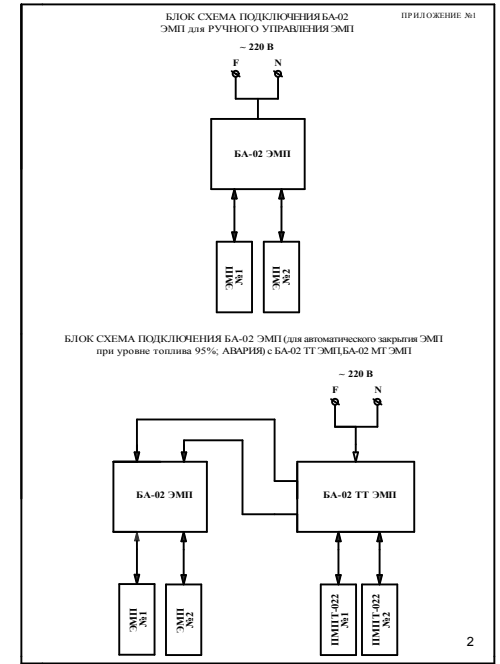 БЛОК СХЕМА ПОДКЛЮЧЕНИЯ БА-02
ЭМП для РУЧНОГО УПРАВЛЕНИЯ ЭМП
ПРИЛОЖЕНИЕ №1
~ 220 В
F N
БА-02 ЭМП
ЭМП
№1
ЭМП
№2
БЛОК СХЕМА ПОДКЛЮЧЕНИЯ БА-02 ЭМП (для автоматического закрытия ЭМП
при уровне топлива 95%; АВАРИЯ) с БА-02 ТТ ЭМП,БА-02 МТ ЭМП
~ 220 В
F N
БА-02 ЭМП
БА-02 ТТ ЭМП
ЭМП
№1
ЭМП
№2
ПМПТ-022
№1
ПМПТ-022
№2
2